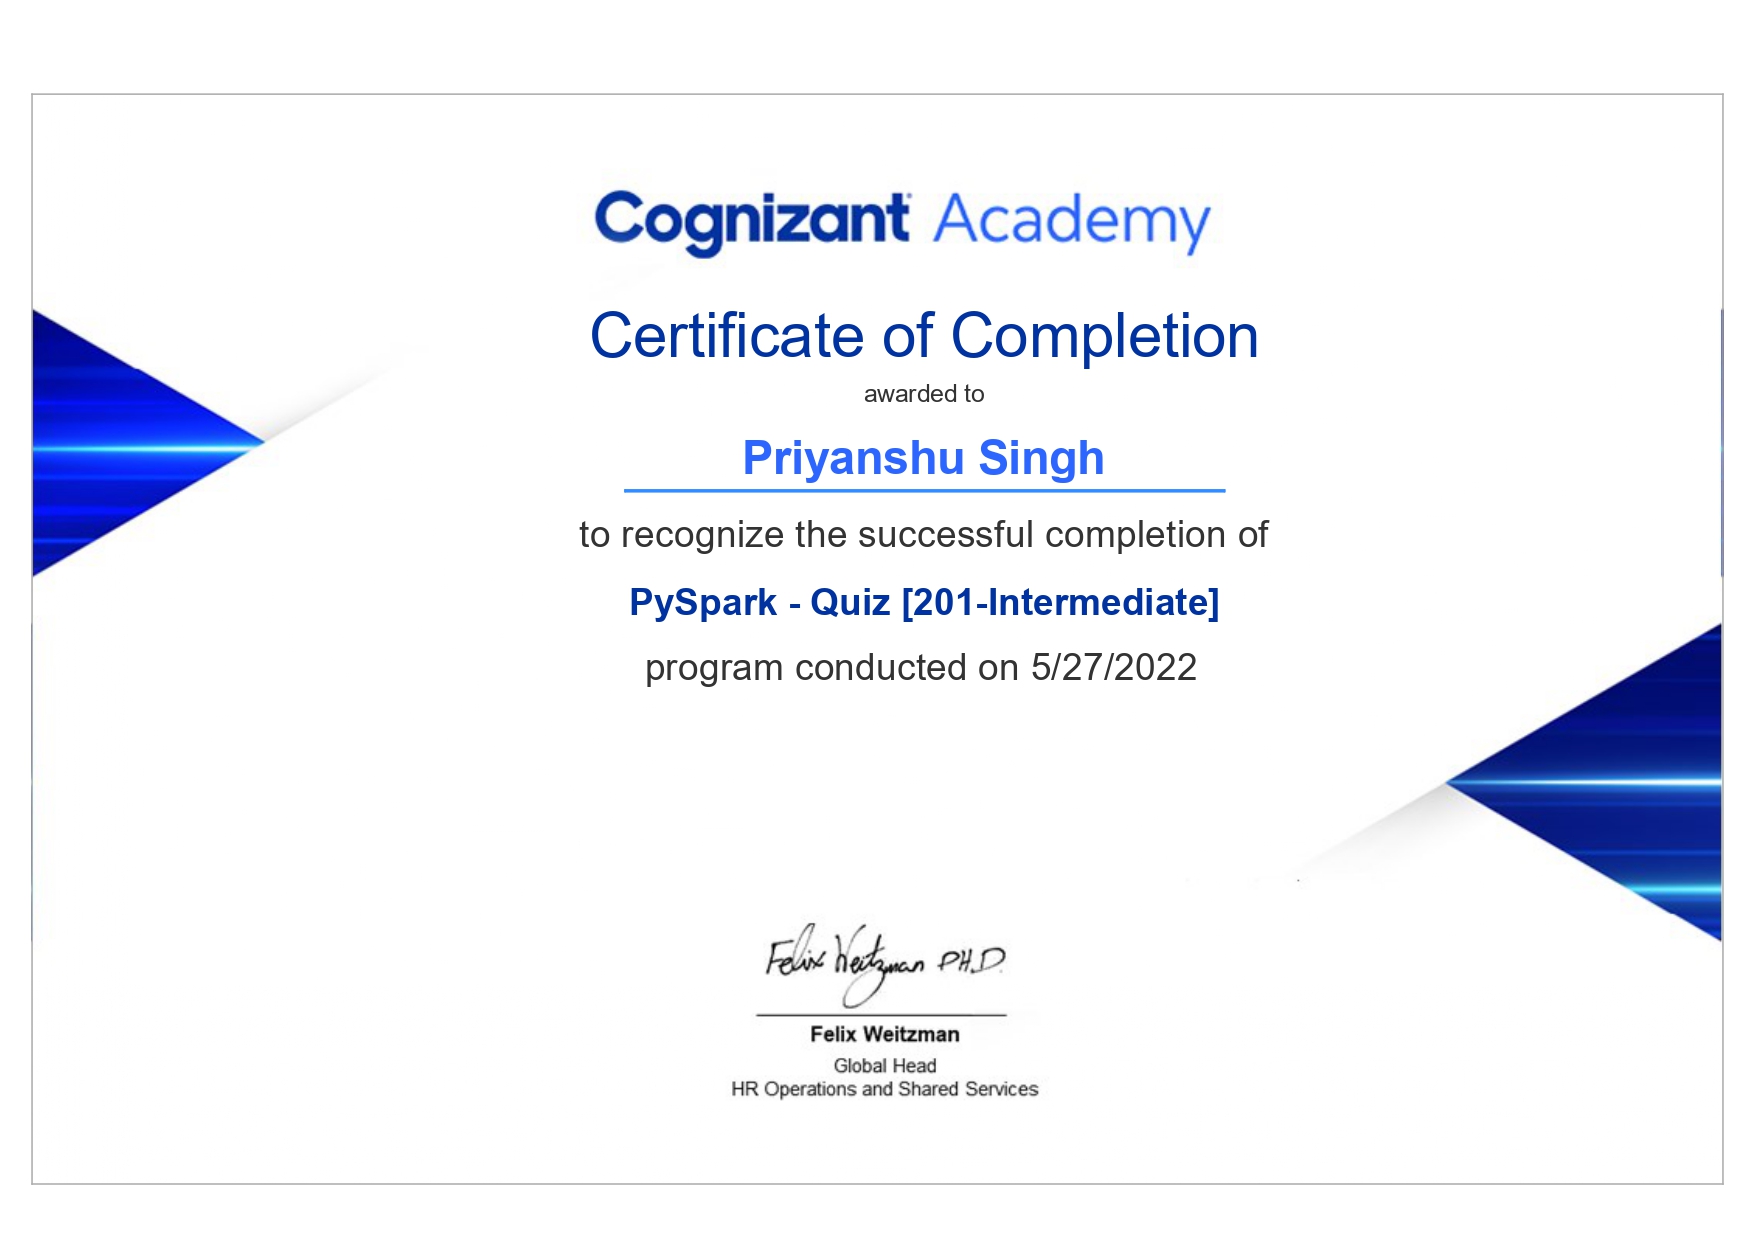 Cognizant Academy
Certificate of Completion
awarded to
Priyanshu Singh
to recognize the successful completion of
PySpark - Quiz [201-Intermediate]
program conducted on 5/27/2022
Felix Weitzman PH.D.
Felix Weitzman
Global Head
HR Operations and Shared Services